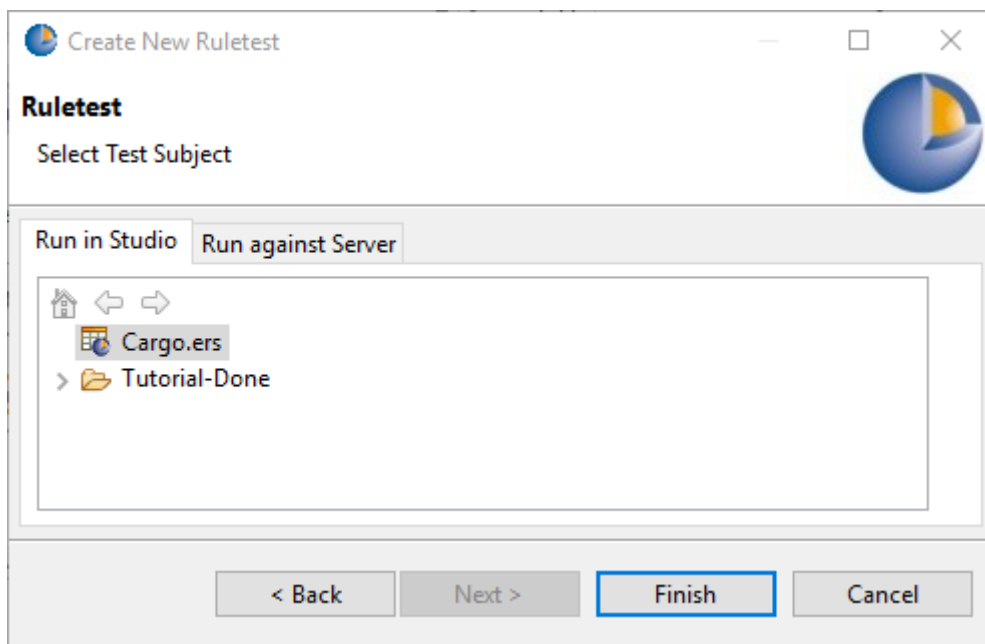 Create New Ruletest
Ruletest
Select Test Subject
Run in Studio Run against Server
Cargo.ers
Tutorial-Done
< Back Next > Finish Cancel